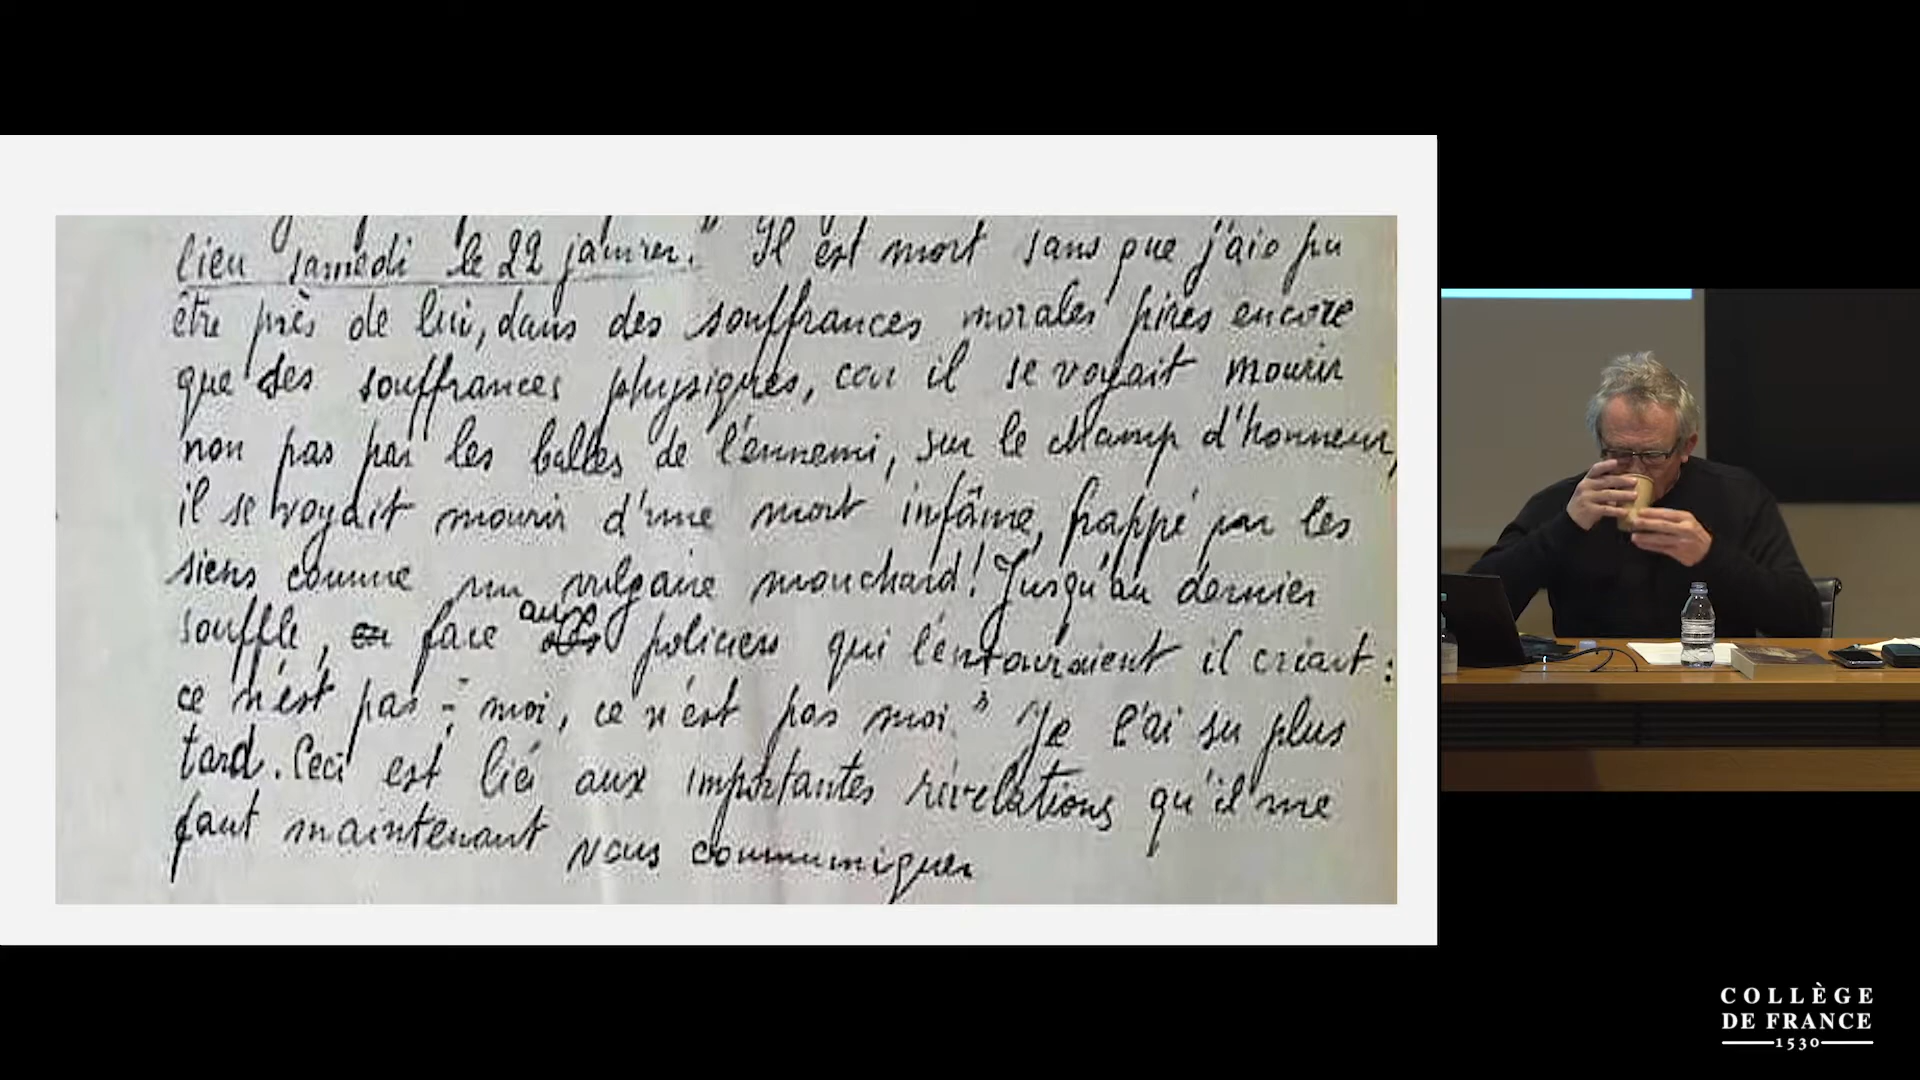 lieu samedi le 22 janvier." Il est mort sans que j'aie pu
être près de lui, dans des souffrances morales pires encore
que des souffrances physiques, car il se voyait mourir
non pas par les balles de l'ennemi, sur le champ d'honneur,
il se voyait mourir d'une mort infâme, frappé par les
siens comme un vulgaire mouchard! Jusqu'au dernier
souffle, en face aux policiers qui l'entouraient il criait :
ce n'est pas moi, ce n'est pas moi." Je l'ai su plus
tard. Ceci est lié aux importantes révélations qu'il me
faut maintenant vous communiquer
COLLÈGE
DE FRANCE
1530